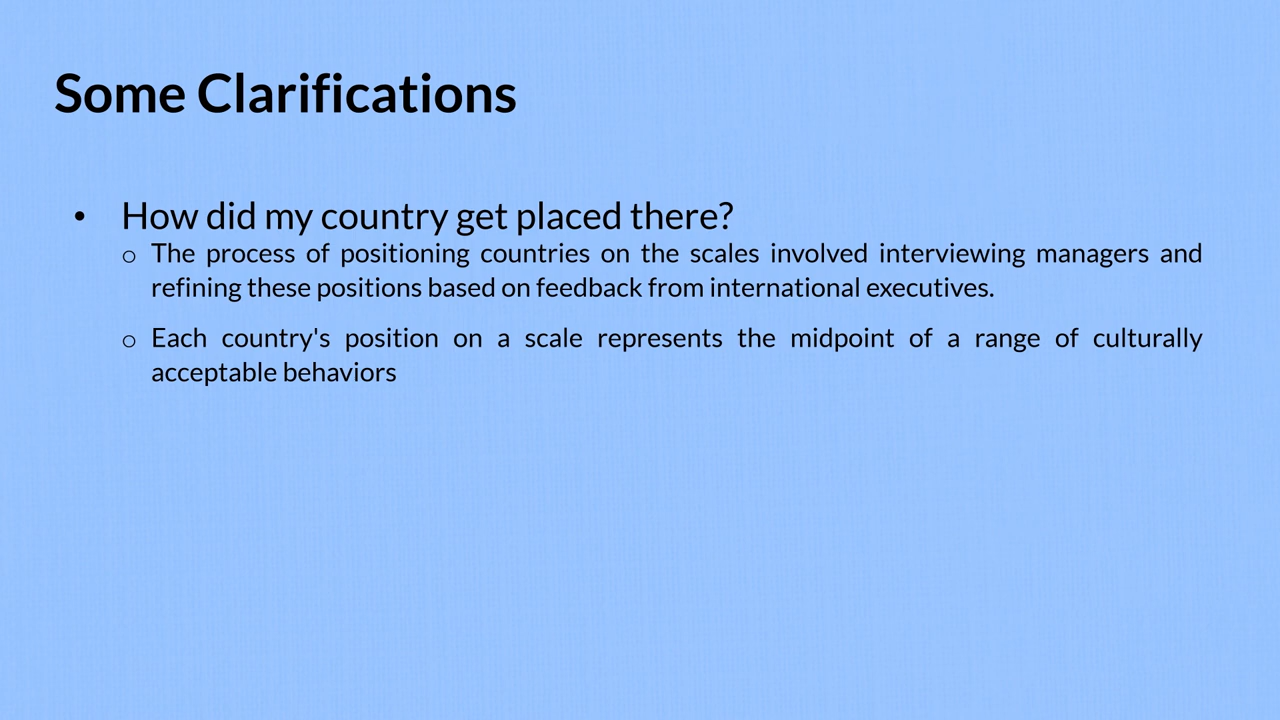 Some Clarifications
• How did my country get placed there?
o The process of positioning countries on the scales involved interviewing managers and
refining these positions based on feedback from international executives.
o Each country's position on a scale represents the midpoint of a range of culturally
acceptable behaviors